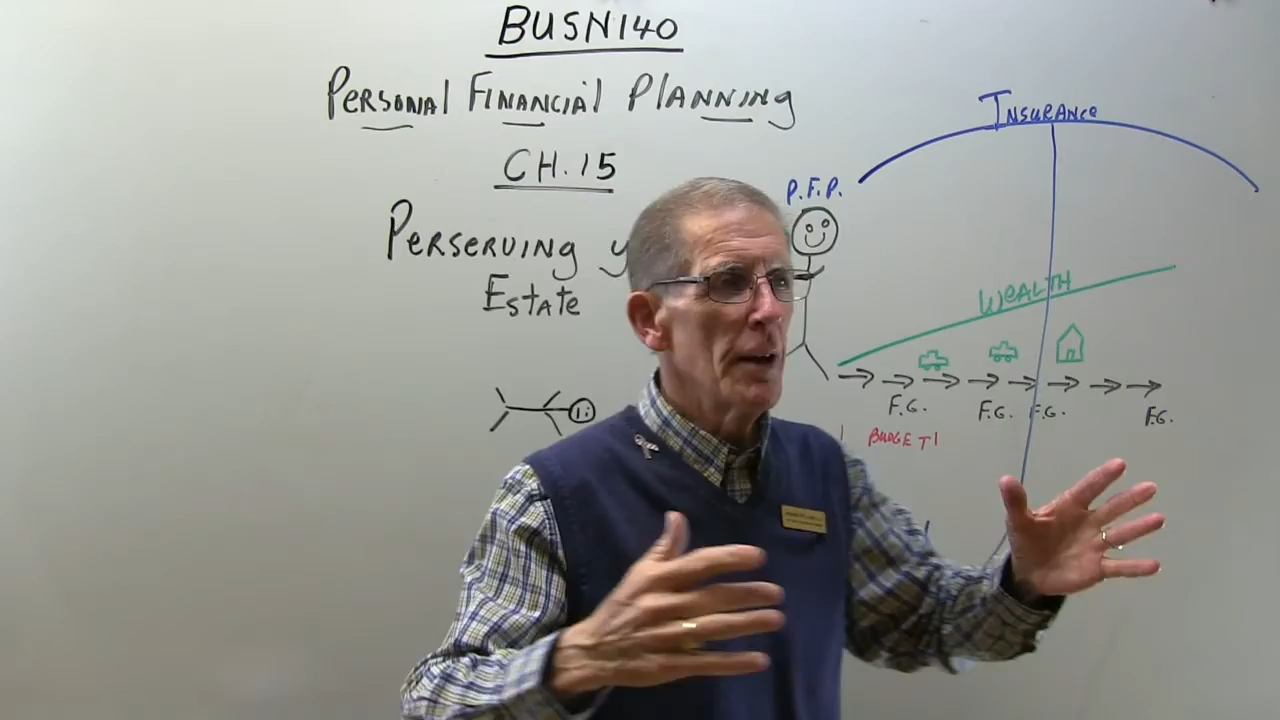 BUSN140
PERSONAL FINANCIAL PLANNING
CH.15
PERSERVING y
ESTATE
P.F.P.
INSURANCE
WEALTH
F.G. F.G. F.G. F.G.
BUDGET